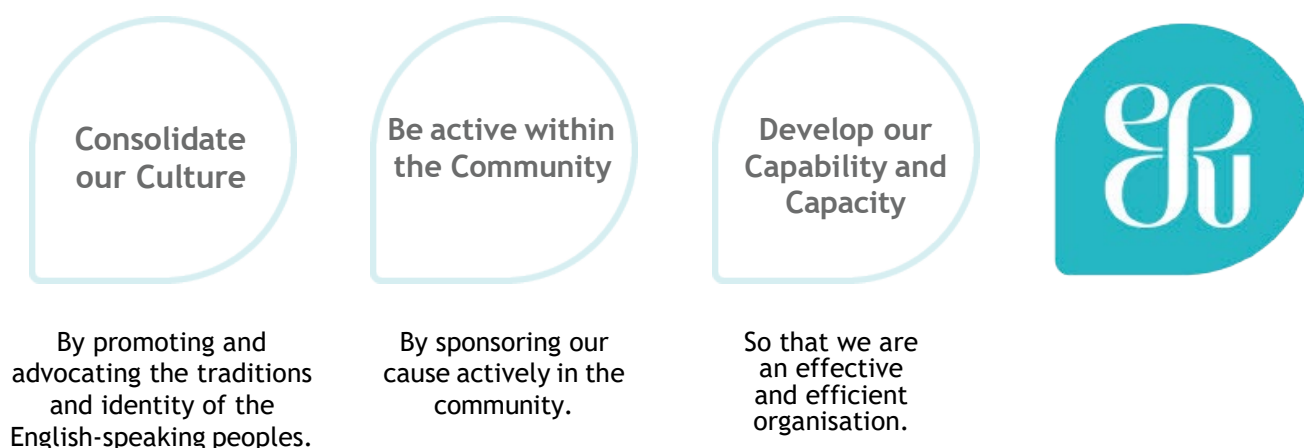 Consolidate
our Culture
Be active within
the Community
Develop our
Capability and
Capacity
By promoting and
advocating the traditions
and identity of the
English-speaking peoples.
By sponsoring our
cause actively in the
community.
So that we are
an effective
and efficient
organisation.